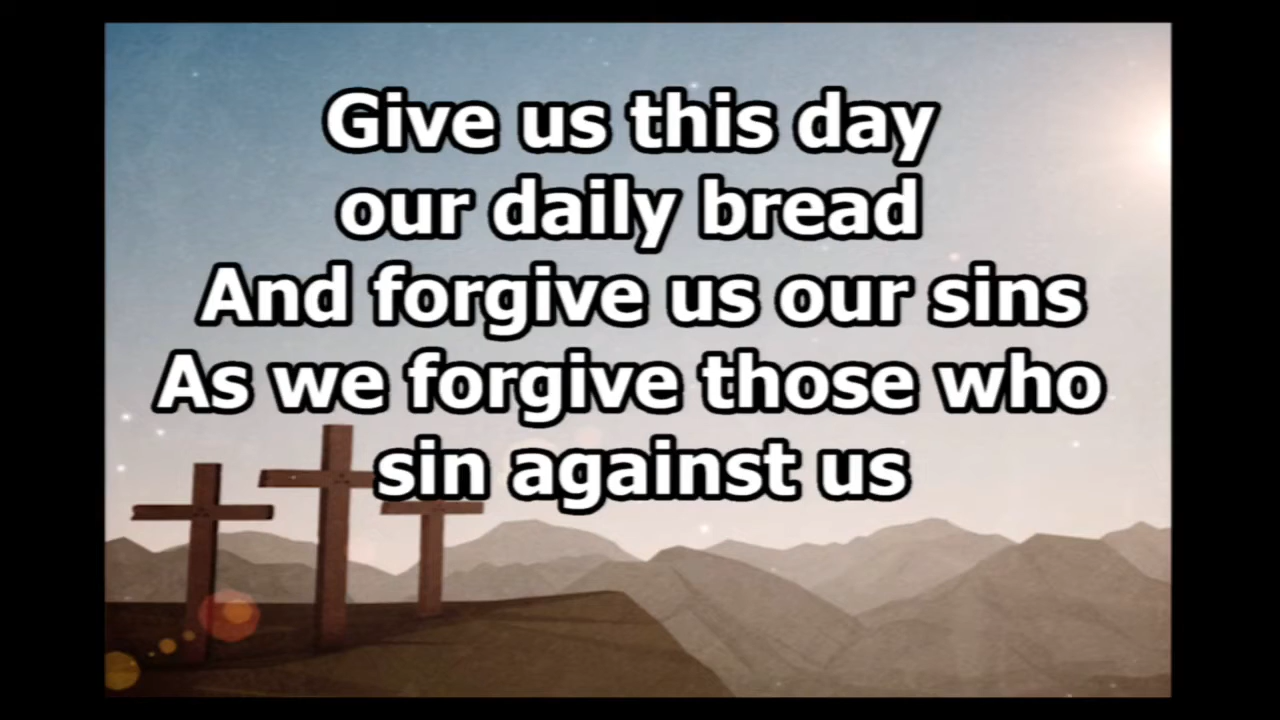 Give us this day
our daily bread
And forgive us our sins
As we forgive those who
sin against us